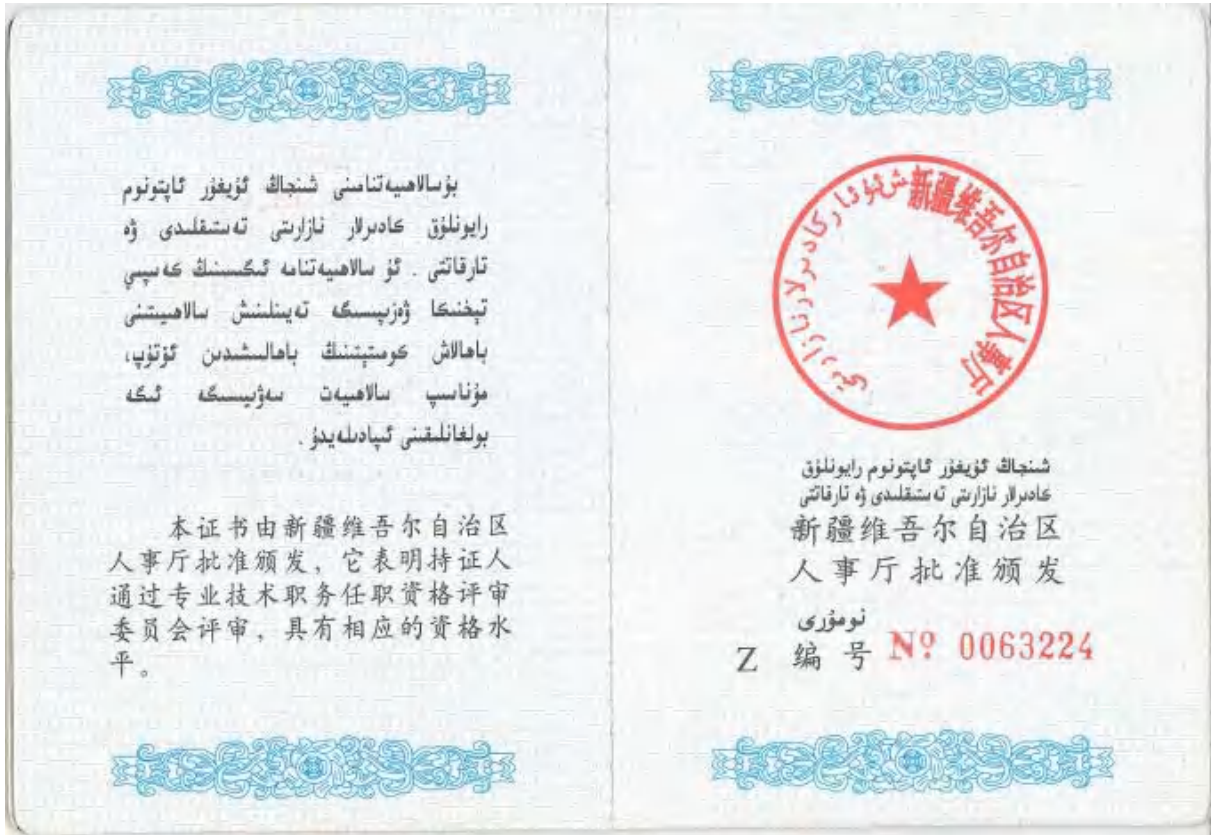 بۇسالاھىيەتنامىنى شىنجاڭ ئۇيغۇر ئاپتونوم
رايونلۇق كادىرلار نازارىتى تەستىقلىدى ۋە
تارقاتتى . ئۇ سالاھىيەتنامە ئىگىسىنىڭ كەسپىي
تېخنىكا ۋەزىپىسىگە تەيىنلىنىش سالاھىيىتىنى
باھالاش كومىتېتىنىڭ باھالىشىدىن ئۆتۈپ،
مۇناسىپ سالاھىيەت سەۋىيىسىگە ئىگە
بولغانلىقىنى ئىپادىلەيدۇ .
本证书由新疆维吾尔自治区
人事厅批准颁发，它表明持证人
通过专业技术职务任职资格评审
委员会评审，具有相应的资格水
平。
新疆维吾尔自治区人事厅
ش ئۇ ئا ر كادىرلار نازارىتى
شىنجاڭ ئۇيغۇر ئاپتونوم رايونلۇق
كادىرلار نازارىتى تەستىقلىدى ۋە تارقاتتى
新疆维吾尔自治区
人事厅批准颁发
نومۇرى
Z 编号 Nº 0063224